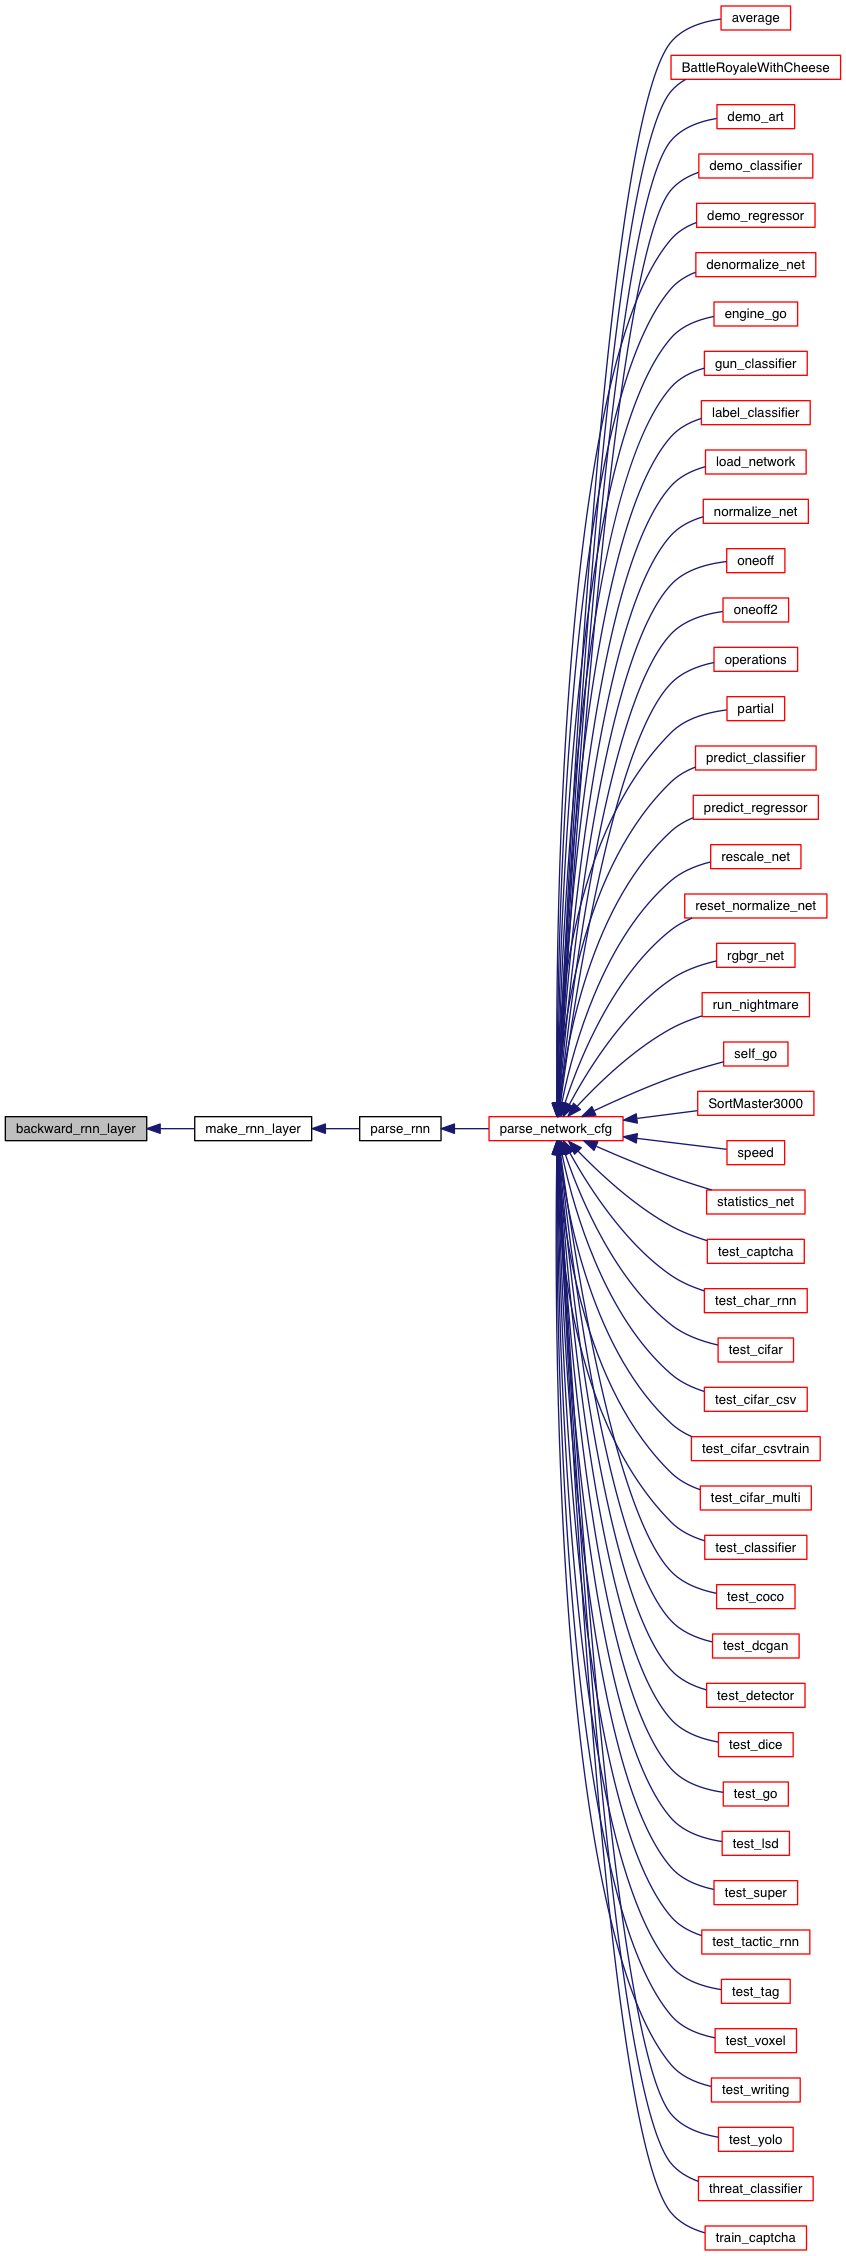 average
BattleRoyaleWithCheese
demo_art
demo_classifier
demo_regressor
denormalize_net
engine_go
gun_classifier
label_classifier
load_network
normalize_net
oneoff
oneoff2
operations
partial
predict_classifier
predict_regressor
rescale_net
reset_normalize_net
rgbgr_net
run_nightmare
self_go
SortMaster3000
backward_rnn_layer
make_rnn_layer
parse_rnn
parse_network_cfg
speed
statistics_net
test_captcha
test_char_rnn
test_cifar
test_cifar_csv
test_cifar_csvtrain
test_cifar_multi
test_classifier
test_coco
test_dcgan
test_detector
test_dice
test_go
test_lsd
test_super
test_tactic_rnn
test_tag
test_voxel
test_writing
test_yolo
threat_classifier
train_captcha